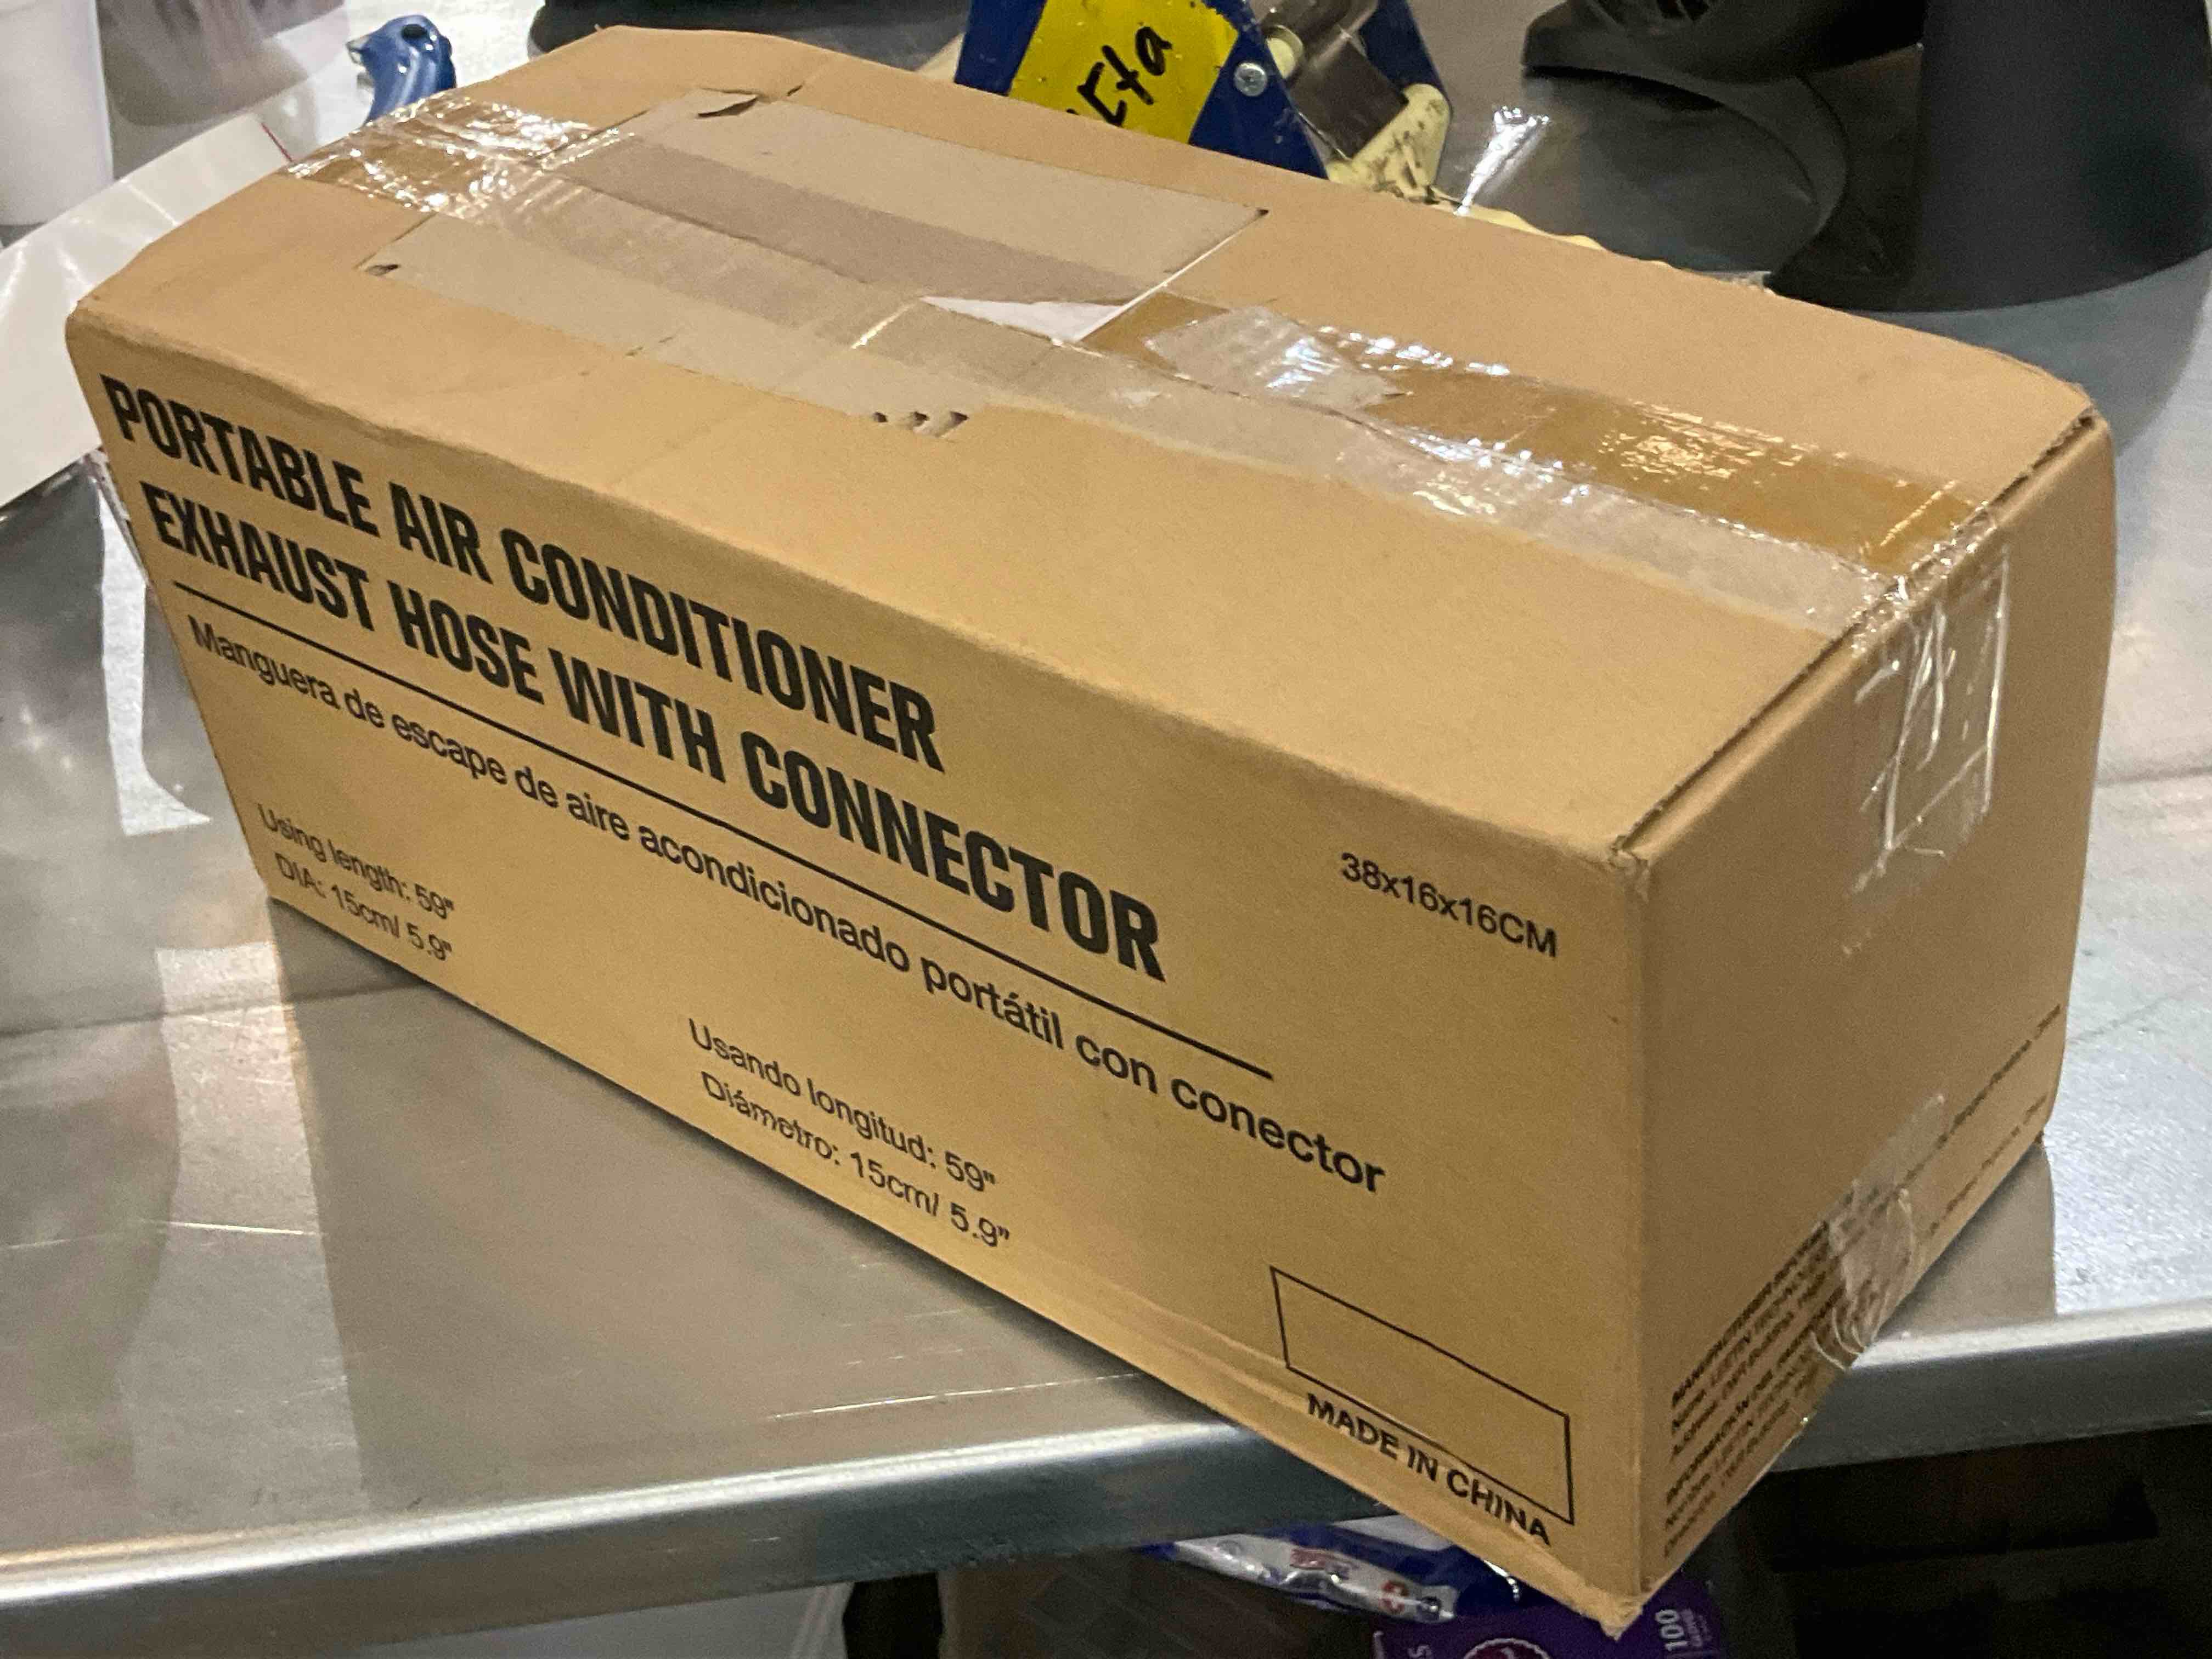 PORTABLE AIR CONDITIONER
EXHAUST HOSE WITH CONNECTOR
Manguera de escape de aire acondicionado portátil con conector
Using length: 59"
DIA: 15cm/ 5.9"
Usando longitud: 59"
Diámetro: 15cm/ 5.9"
38x16x16CM
MADE IN CHINA
100